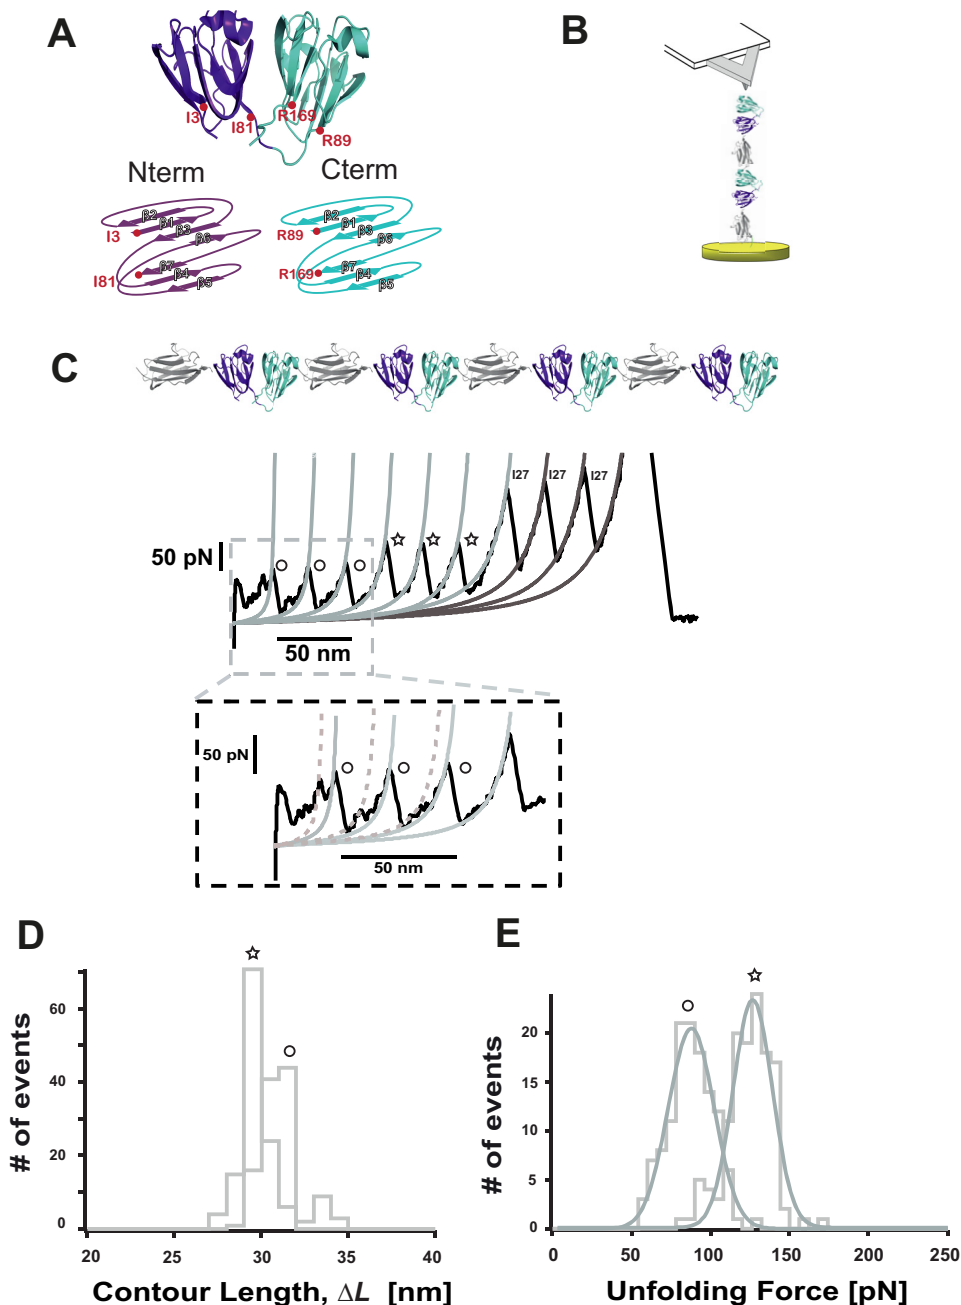 A
B
I3
I81
R169
R89
Nterm
Cterm
β2
β1
β3
β6
I3
I81
β7
β4
β5
β2
β1
β3
β6
R89
R169
β7
β4
β5
C
I27
I27
I27
50 pN
50 nm
50 pN
50 nm
D
E
# of events
60
40
20
0
20
30
35
40
25
Contour Length, ΔL [nm]
# of events
20
15
10
5
0
0
50
100
150
200
250
Unfolding Force [pN]